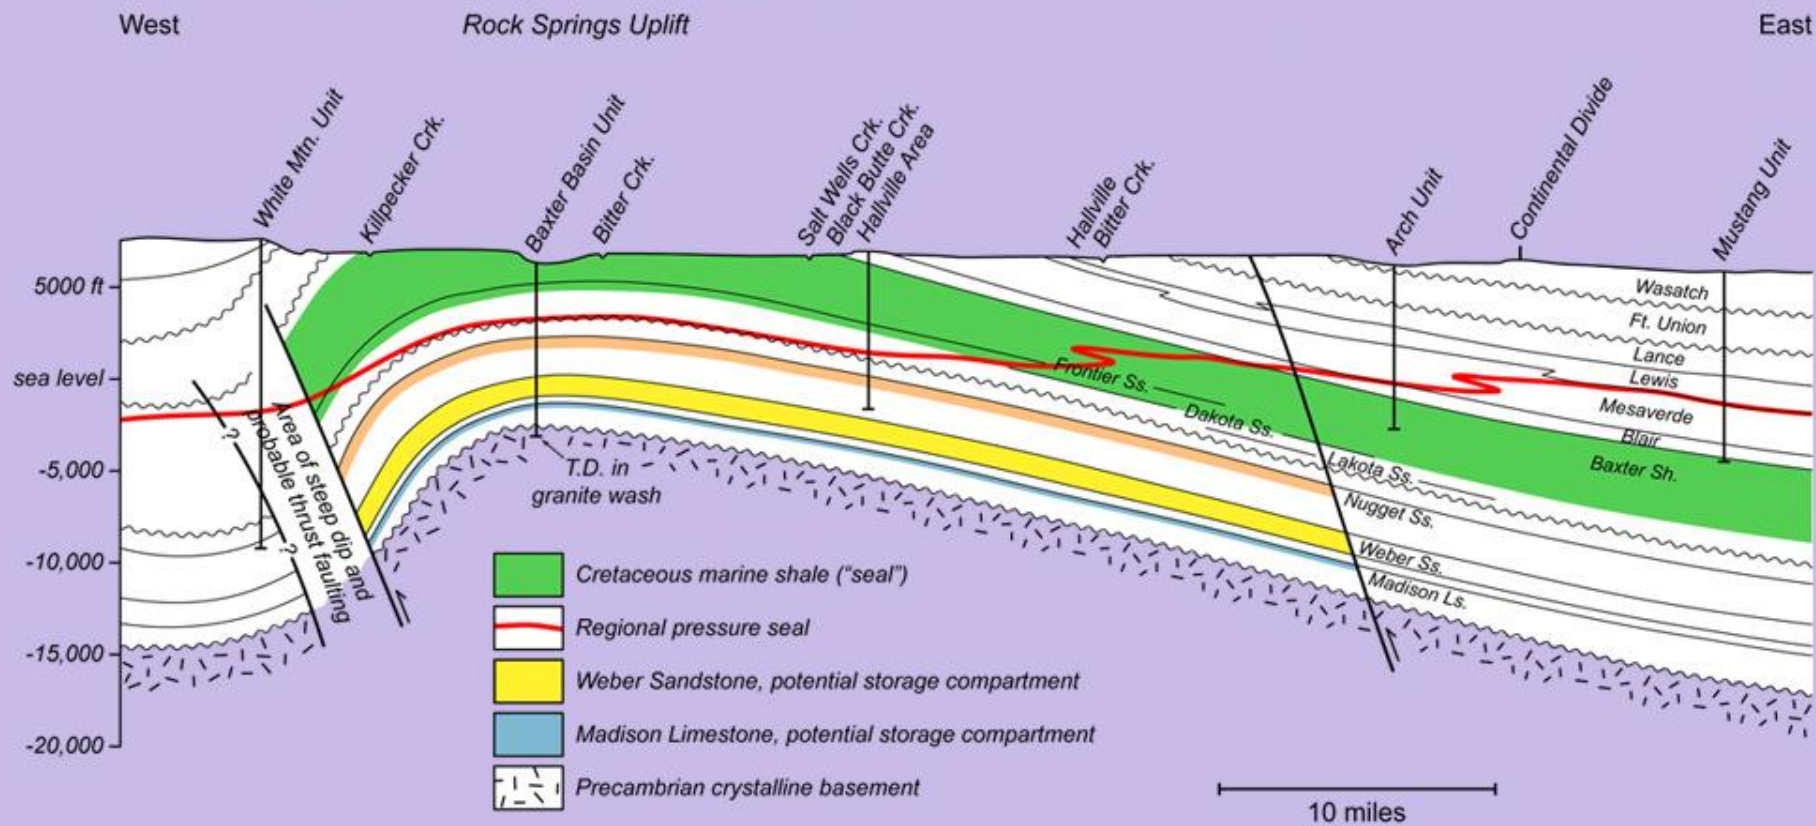 West
Rock Springs Uplift
East
White Mtn. Unit
Killpecker Crk.
Baxter Basin Unit
Bitter Crk.
Salt Wells Crk.
Black Butte Crk.
Hallville Area
Hallville
Bitter Crk.
Arch Unit
Continental Divide
Mustang Unit
5000 ft
sea level
-5,000
-10,000
-15,000
-20,000
Wasatch
Ft. Union
Lance
Lewis
Mesaverde
Blair
Baxter Sh.
Frontier Ss.
Dakota Ss.
Lakota Ss.
Nugget Ss.
Weber Ss.
Madison Ls.
?
?
Area of steep dip and
probable thrust faulting
T.D. in
granite wash
Cretaceous marine shale (“seal”)
Regional pressure seal
Weber Sandstone, potential storage compartment
Madison Limestone, potential storage compartment
Precambrian crystalline basement
10 miles